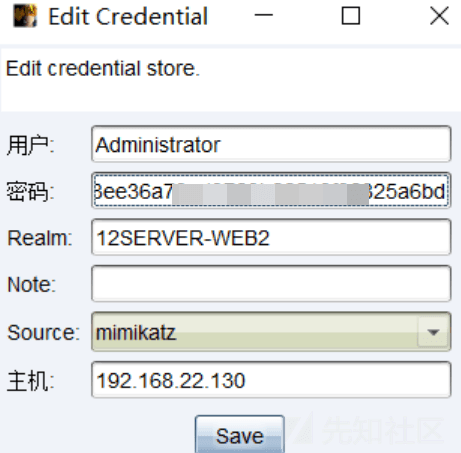 Edit Credential
Edit credential store.
用户: Administrator
密码: 3ee36a7 325a6bd
Realm: 12SERVER-WEB2
Note:
Source: mimikatz
主机: 192.168.22.130
Save
先知社区